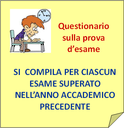 Questionario
sulla prova
d'esame
SI COMPILA PER CIASCUN
ESAME SUPERATO
NELL'ANNO ACCADEMICO
PRECEDENTE